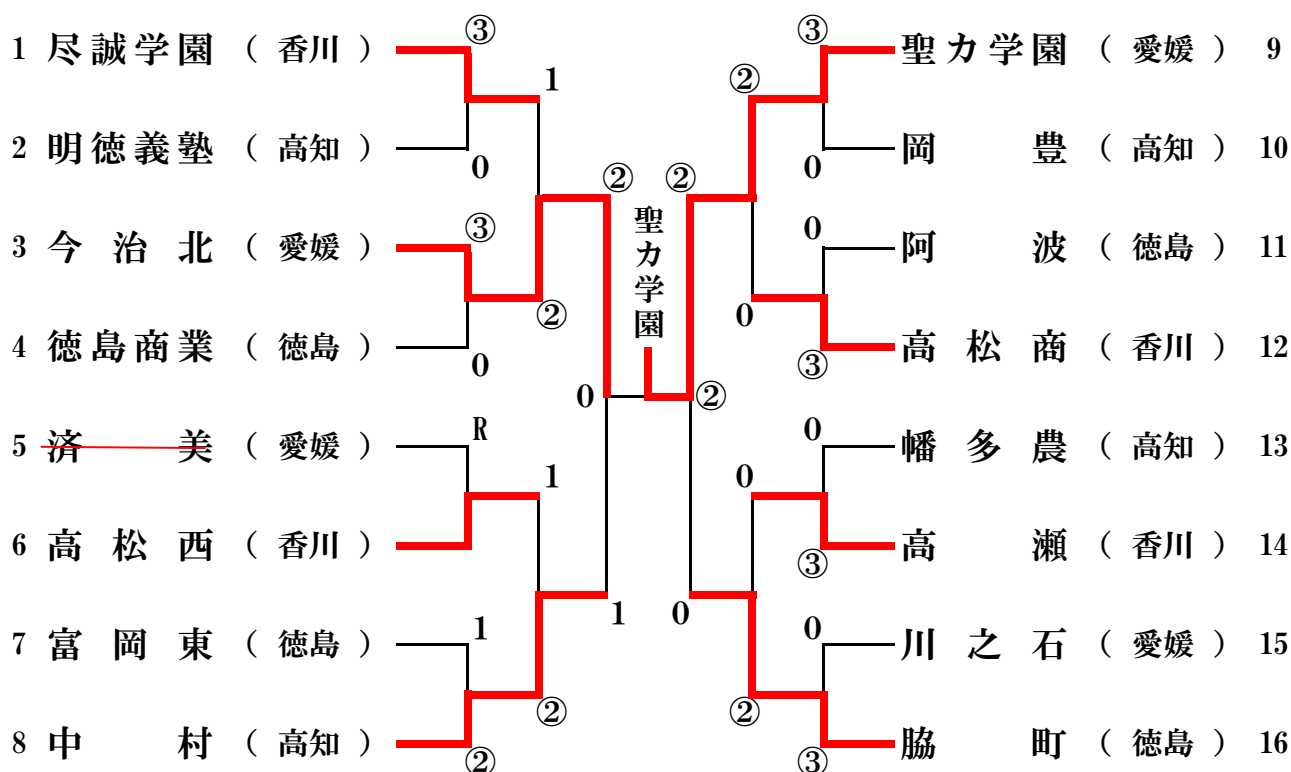 1 尽誠学園 ( 香川 ) ③
1
2 明徳義塾 ( 高知 ) 0
②
3 今治北 ( 愛媛 ) ③
②
4 徳島商業 ( 徳島 ) 0
0
5 済美 ( 愛媛 ) R
1
6 高松西 ( 香川 )
1
7 富岡東 ( 徳島 ) 1
②
8 中村 ( 高知 ) ②
聖カ学園
③ 聖カ学園 ( 愛媛 ) 9
②
0 岡豊 ( 高知 ) 10
②
0 阿波 ( 徳島 ) 11
0
③ 高松商 ( 香川 ) 12
②
0 幡多農 ( 高知 ) 13
0
③ 高瀬 ( 香川 ) 14
0
0 川之石 ( 愛媛 ) 15
②
③ 脇町 ( 徳島 ) 16